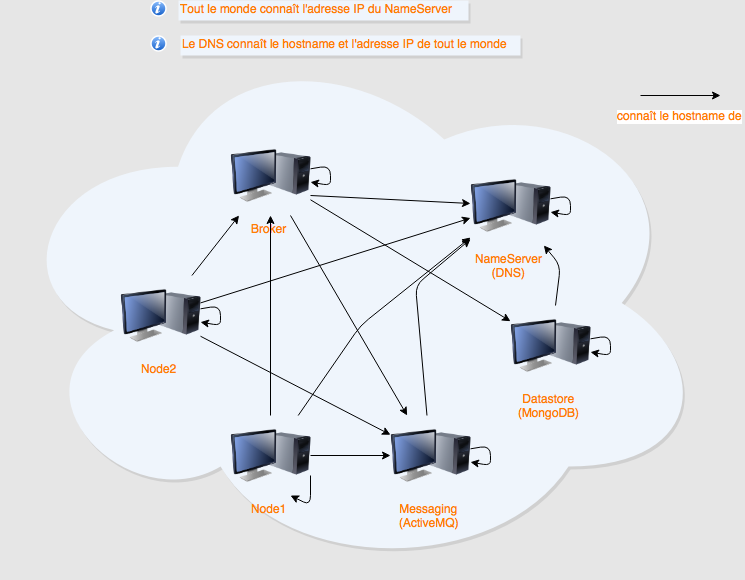 Tout le monde connaît l'adresse IP du NameServer
Le DNS connaît le hostname et l'adresse IP de tout le monde
connaît le hostname de
Broker
NameServer
(DNS)
Node2
Datastore
(MongoDB)
Node1
Messaging
(ActiveMQ)